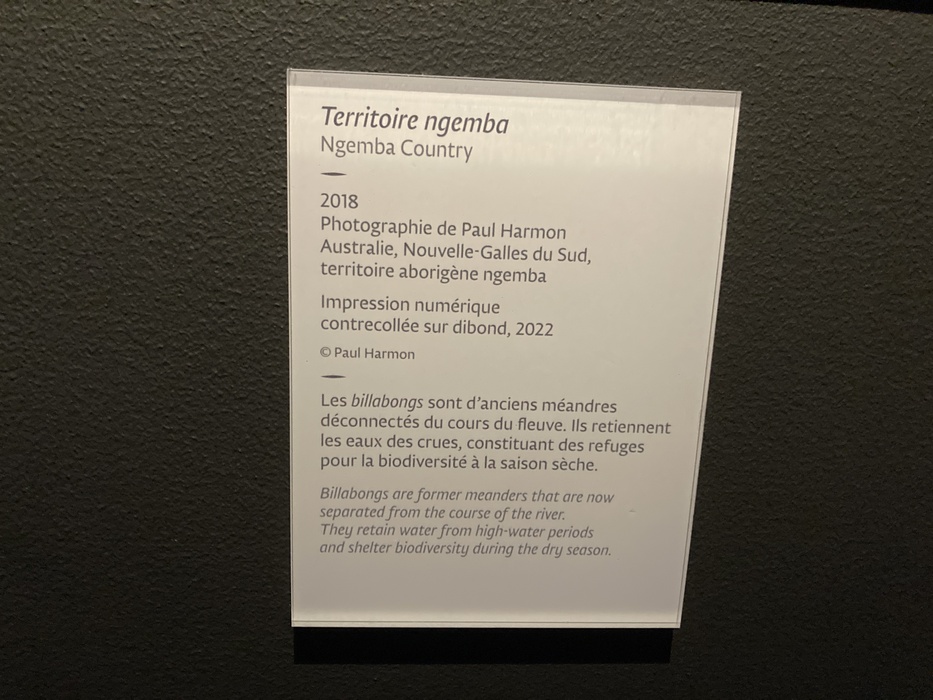 Territoire ngemba
Ngemba Country
2018
Photographie de Paul Harmon
Australie, Nouvelle-Galles du Sud,
territoire aborigène ngemba
Impression numérique
contrecollée sur dibond, 2022
© Paul Harmon
Les billabongs sont d'anciens méandres
déconnectés du cours du fleuve. Ils retiennent
les eaux des crues, constituant des refuges
pour la biodiversité à la saison sèche.
Billabongs are former meanders that are now
separated from the course of the river.
They retain water from high-water periods
and shelter biodiversity during the dry season.